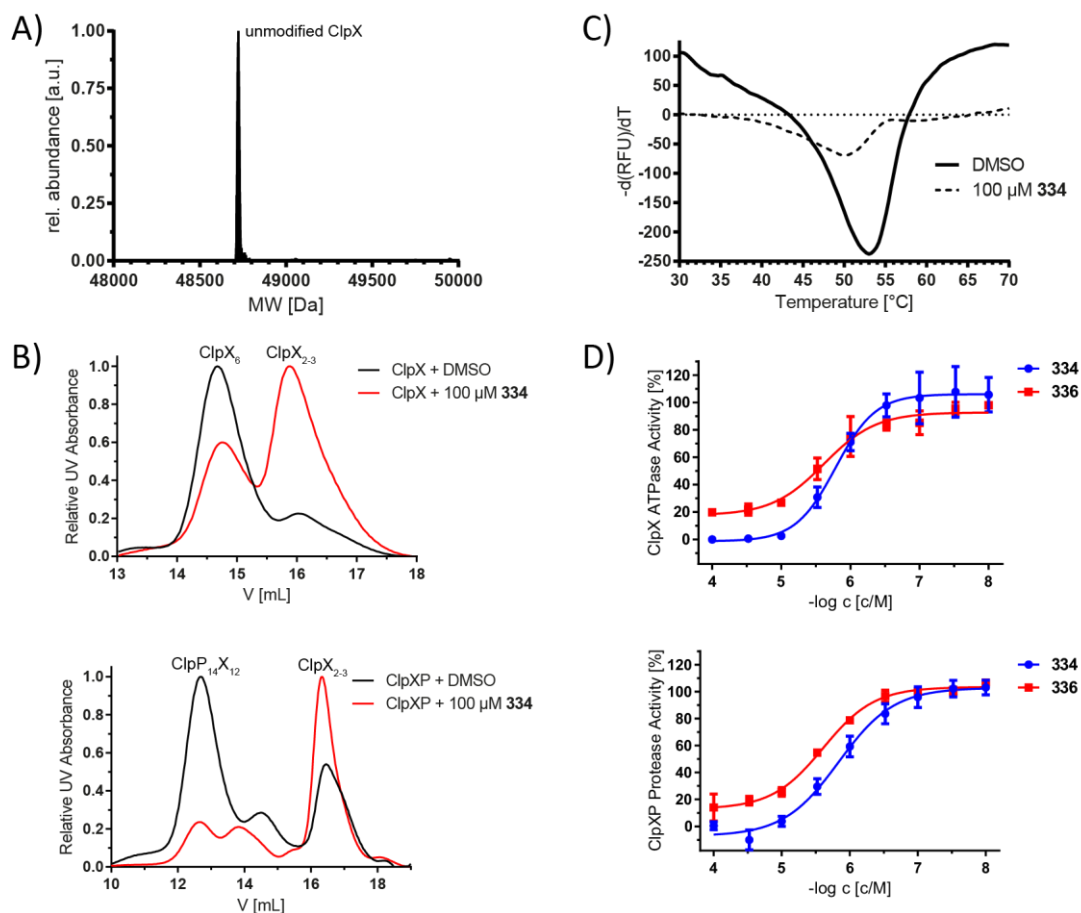 A)
unmodified ClpX
rel. abundance [a.u.]
1.00
0.75
0.50
0.25
0.00
48000 48500 49000 49500 50000
MW [Da]
C)
-d(RFU)/dT
100
50
0
-50
-100
-150
-200
-250
DMSO
100 µM 334
30 35 40 45 50 55 60 65 70
Temperature [°C]
B)
ClpX6 ClpX2-3
ClpX + DMSO
ClpX + 100 µM 334
Relative UV Absorbance
1.0
0.8
0.6
0.4
0.2
0.0
13 14 15 16 17 18
V [mL]
ClpP14X12 ClpX2-3
ClpXP + DMSO
ClpXP + 100 µM 334
Relative UV Absorbance
1.0
0.8
0.6
0.4
0.2
0.0
10 12 14 16 18
V [mL]
D)
334
336
ClpX ATPase Activity [%]
120
100
80
60
40
20
0
4 5 6 7 8
-log c [c/M]
334
336
ClpXP Protease Activity [%]
120
100
80
60
40
20
0
4 5 6 7 8
-log c [c/M]